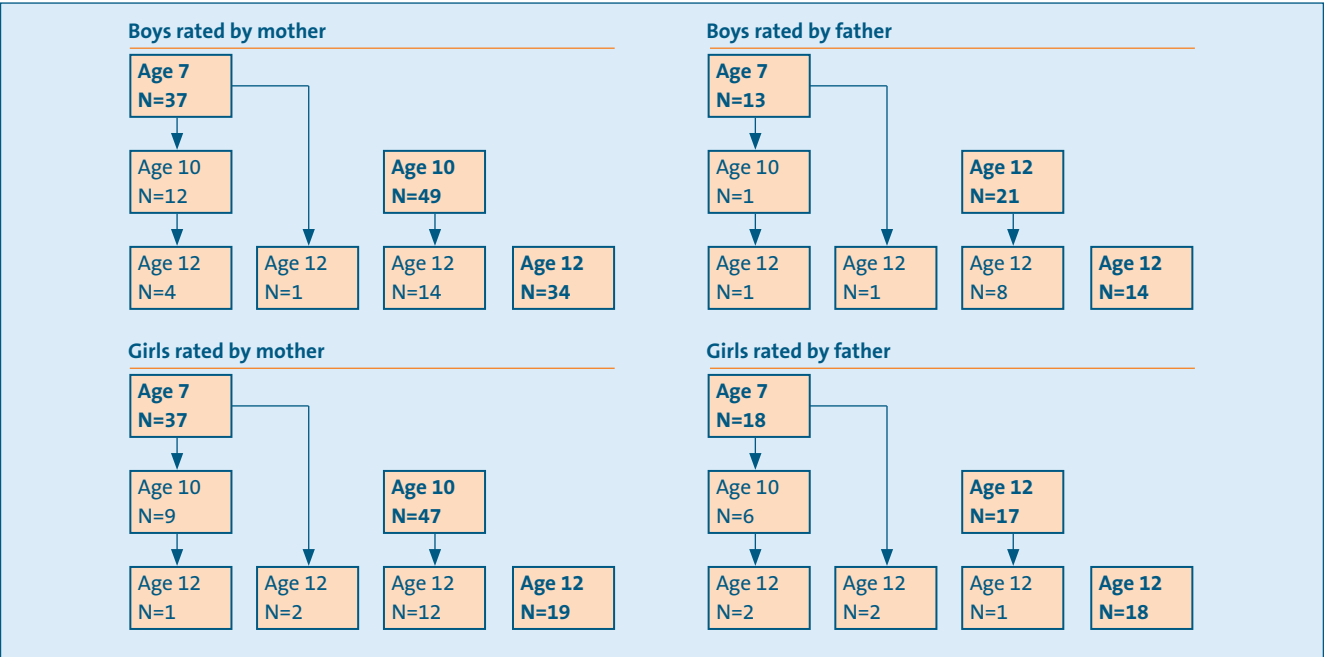 Boys rated by mother
Age 7
N=37
Age 10
N=12
Age 10
N=49
Age 12
N=4
Age 12
N=1
Age 12
N=14
Age 12
N=34
Boys rated by father
Age 7
N=13
Age 10
N=1
Age 12
N=21
Age 12
N=1
Age 12
N=1
Age 12
N=8
Age 12
N=14
Girls rated by mother
Age 7
N=37
Age 10
N=9
Age 10
N=47
Age 12
N=1
Age 12
N=2
Age 12
N=12
Age 12
N=19
Girls rated by father
Age 7
N=18
Age 10
N=6
Age 12
N=17
Age 12
N=2
Age 12
N=2
Age 12
N=1
Age 12
N=18